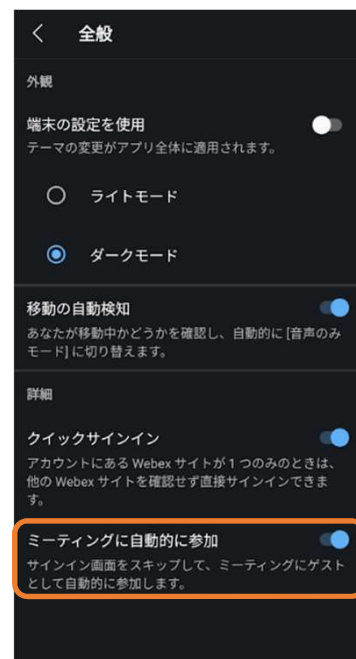 全般
外観
端末の設定を使用
テーマの変更がアプリ全体に適用されます。
ライトモード
ダークモード
移動の自動検知
あなたが移動中かどうかを確認し、自動的に [音声のみ
モード] に切り替えます。
詳細
クイックサインイン
アカウントにある Webex サイトが 1 つのみのときは、
他の Webex サイトを確認せず直接サインインできま
す。
ミーティングに自動的に参加
サインイン画面をスキップして、ミーティングにゲスト
として自動的に参加します。